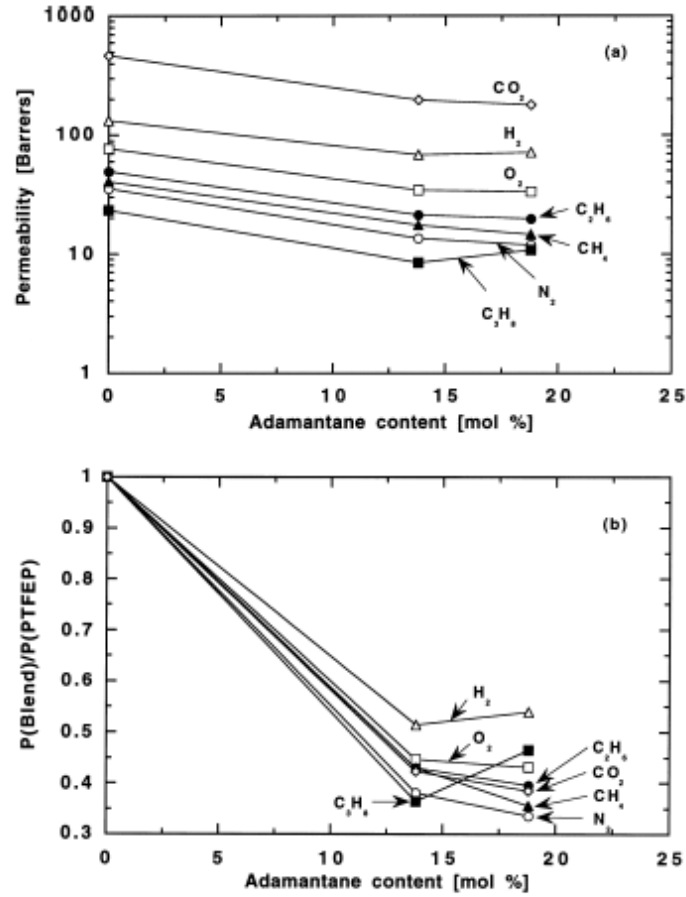 1000
(a)
CO₂
H₂
100
O₂
C₂H₆
CH₄
10
N₂
C₃H₈
1
Permeability [Barrers]
0 5 10 15 20 25
Adamantane content [mol %]
1
(b)
0.9
0.8
0.7
0.6
H₂
0.5
O₂
C₂H₆
CO₂
0.4
C₃H₈
CH₄
N₂
0.3
P(Blend)/P(PTFEP)
0 5 10 15 20 25
Adamantane content [mol %]